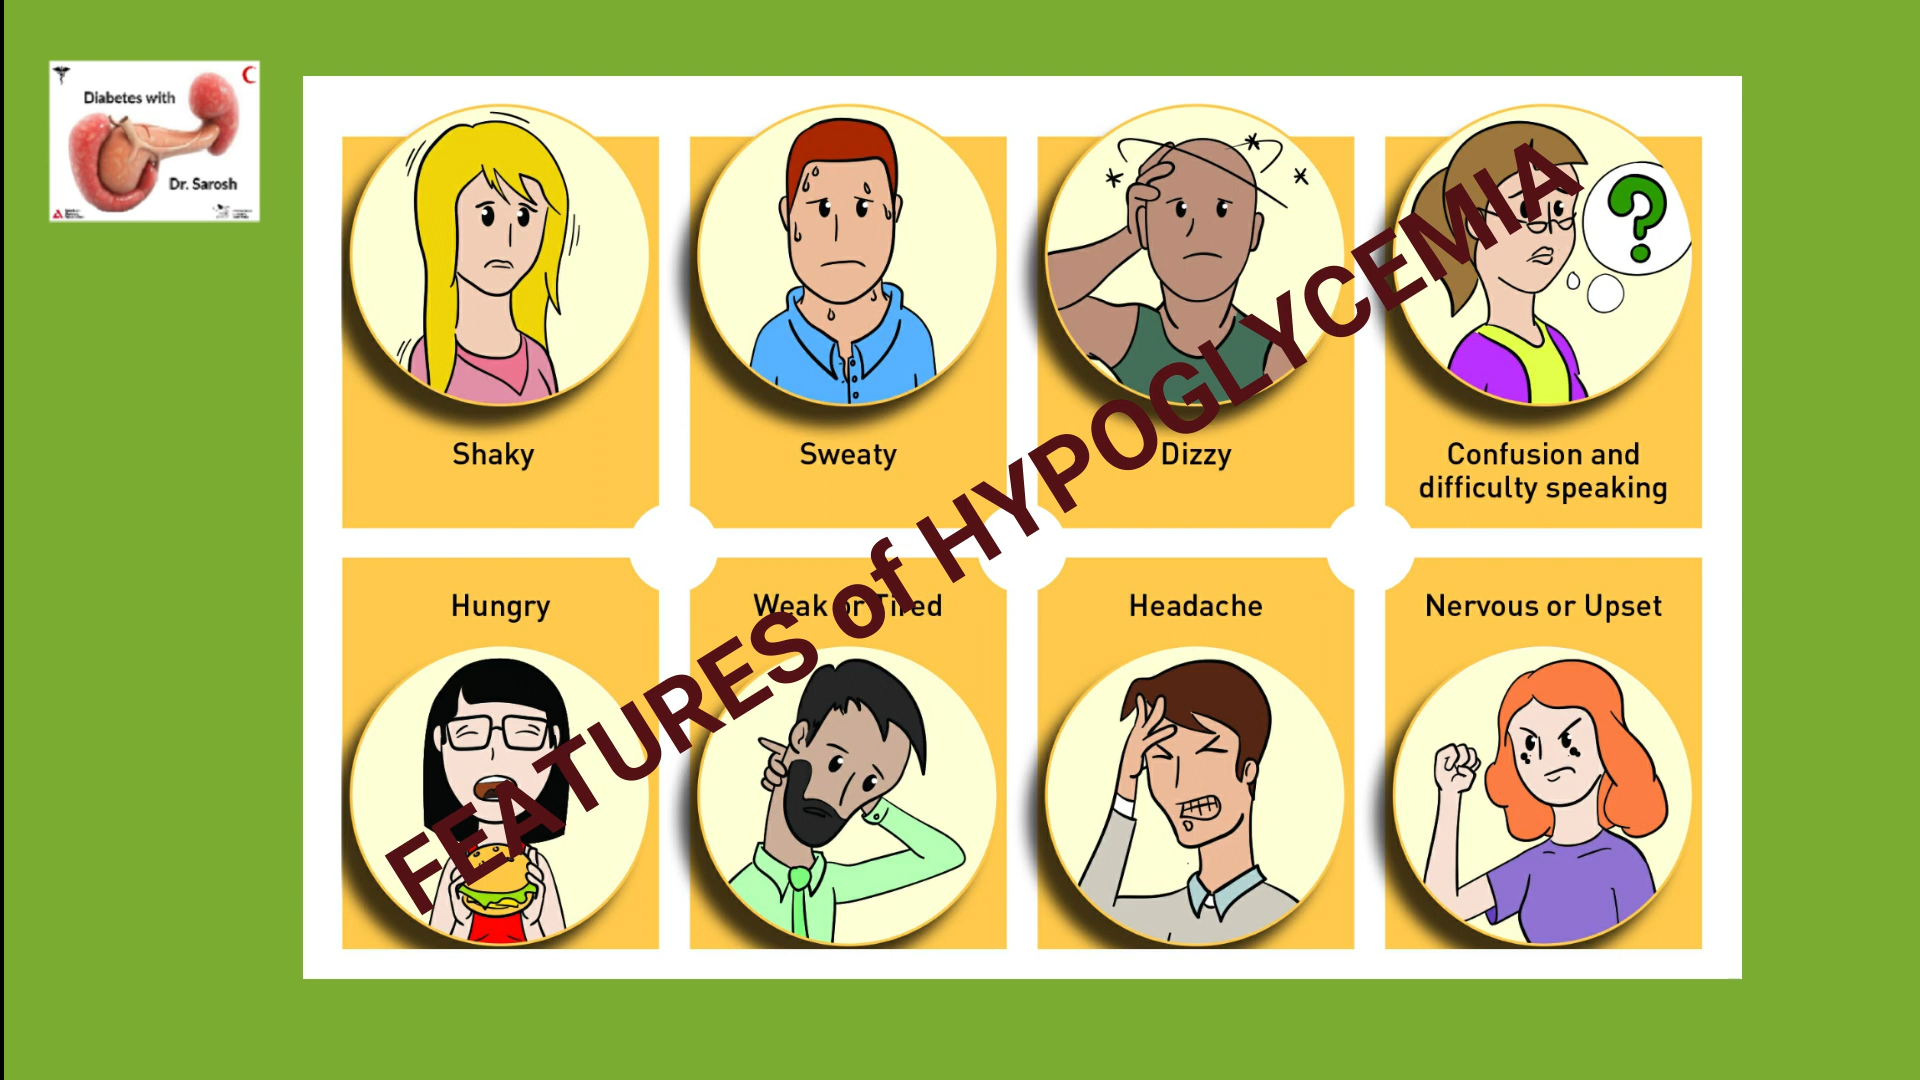 Diabetes with
Dr. Sarosh
Shaky
Sweaty
Dizzy
Confusion and
difficulty speaking
FEATURES of HYPOGLYCEMIA
Hungry
Weak or Tired
Headache
Nervous or Upset